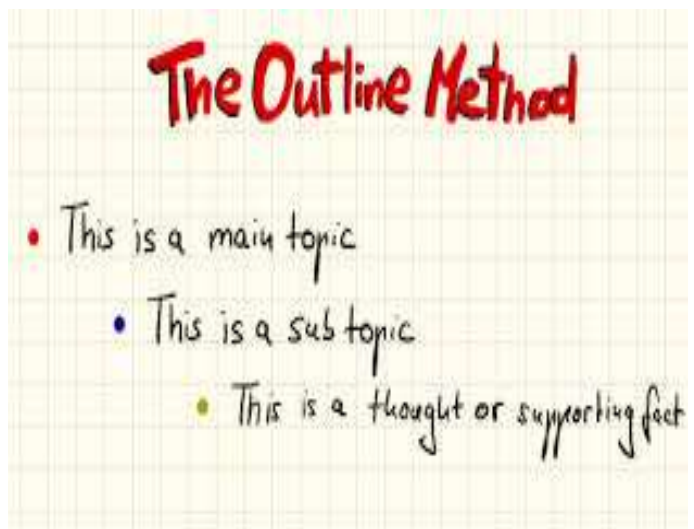 The Outline Method
This is a main topic
This is a sub topic
This is a thought or supporting fact